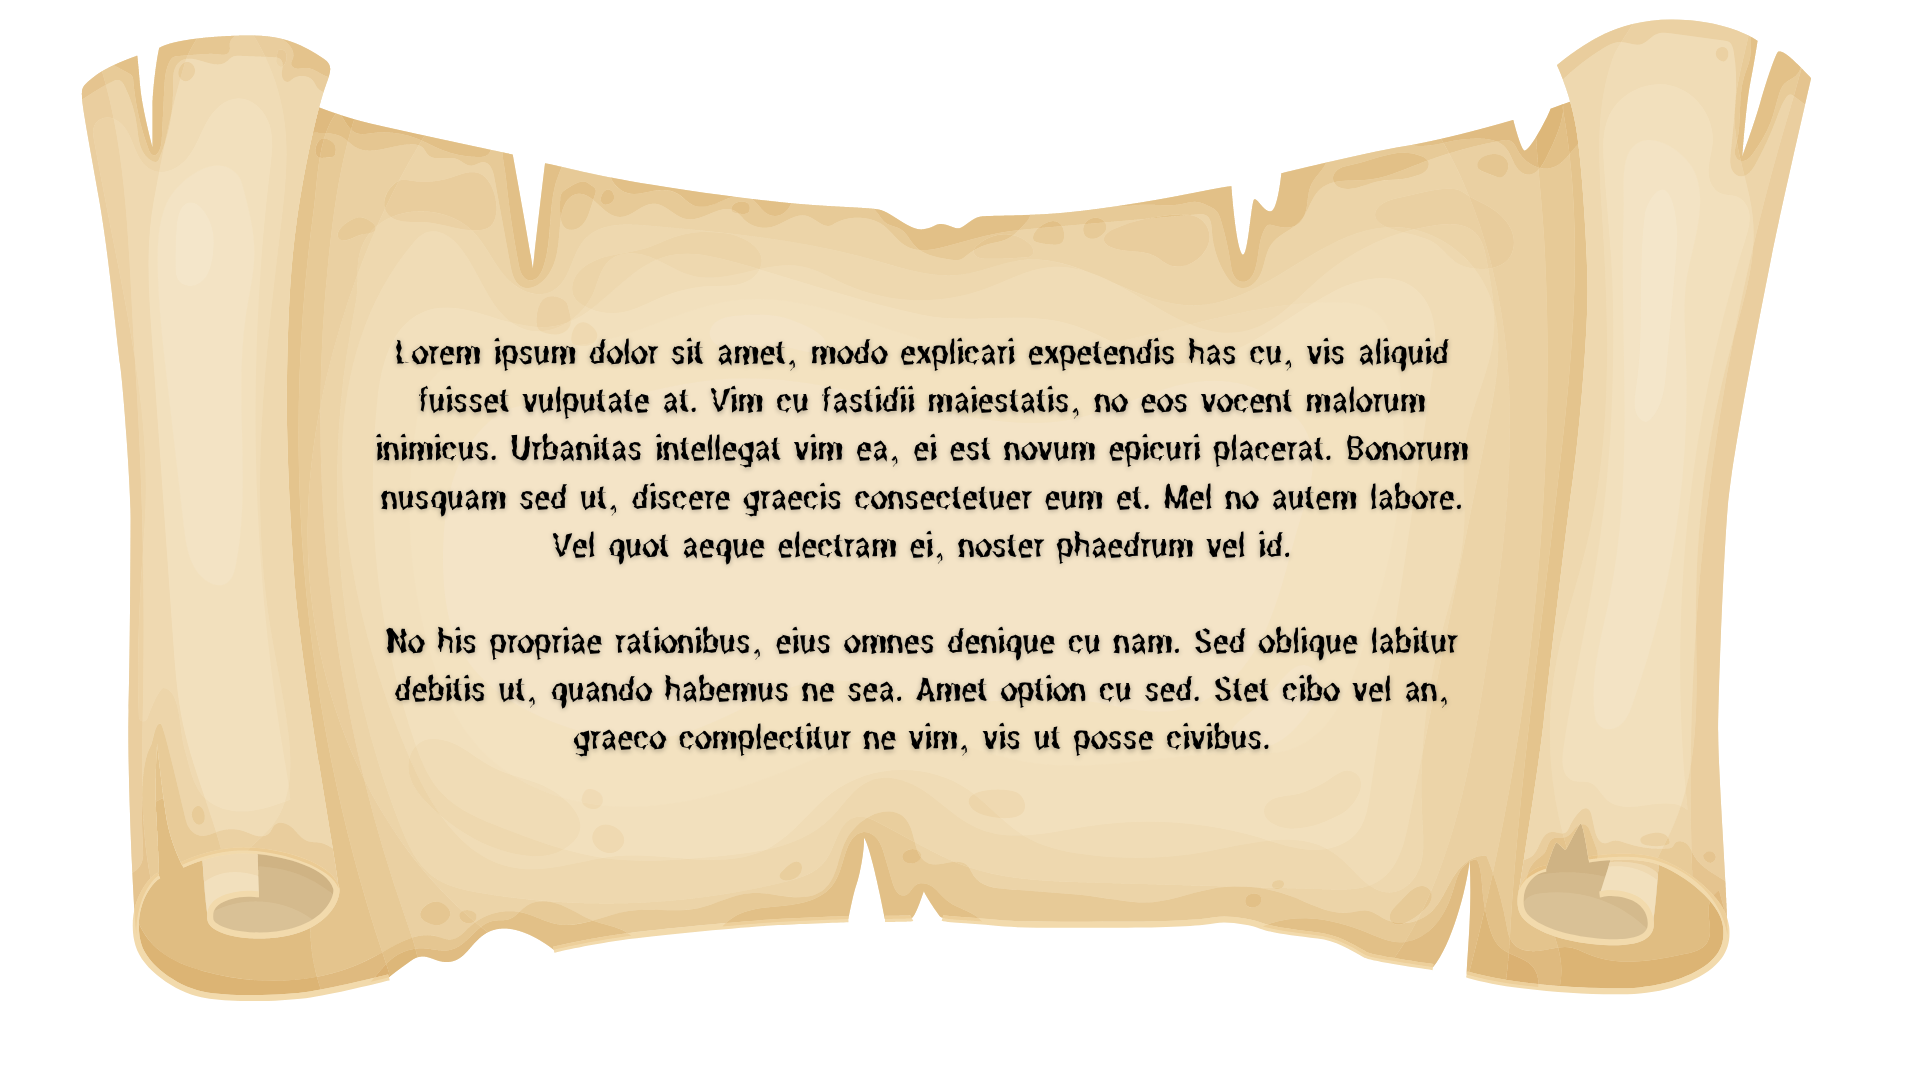 Lorem ipsum dolor sit amet, modo explicari expetendis has cu, vis aliquid
fuisset vulputate at. Vim cu fastidii maiestatis, no eos vocent malorum
inimicus. Urbanitas intellegat vim ea, ei est novum epicuri placerat. Bonorum
nusquam sed ut, discere graecis consectetuer eum et. Mel no autem labore.
Vel quot aeque electram ei, noster phaedrum vel id.
No his propriae rationibus, eius omnes denique cu nam. Sed oblique labitur
debitis ut, quando habemus ne sea. Amet option cu sed. Stet cibo vel an,
graeco complectitur ne vim, vis ut posse civibus.